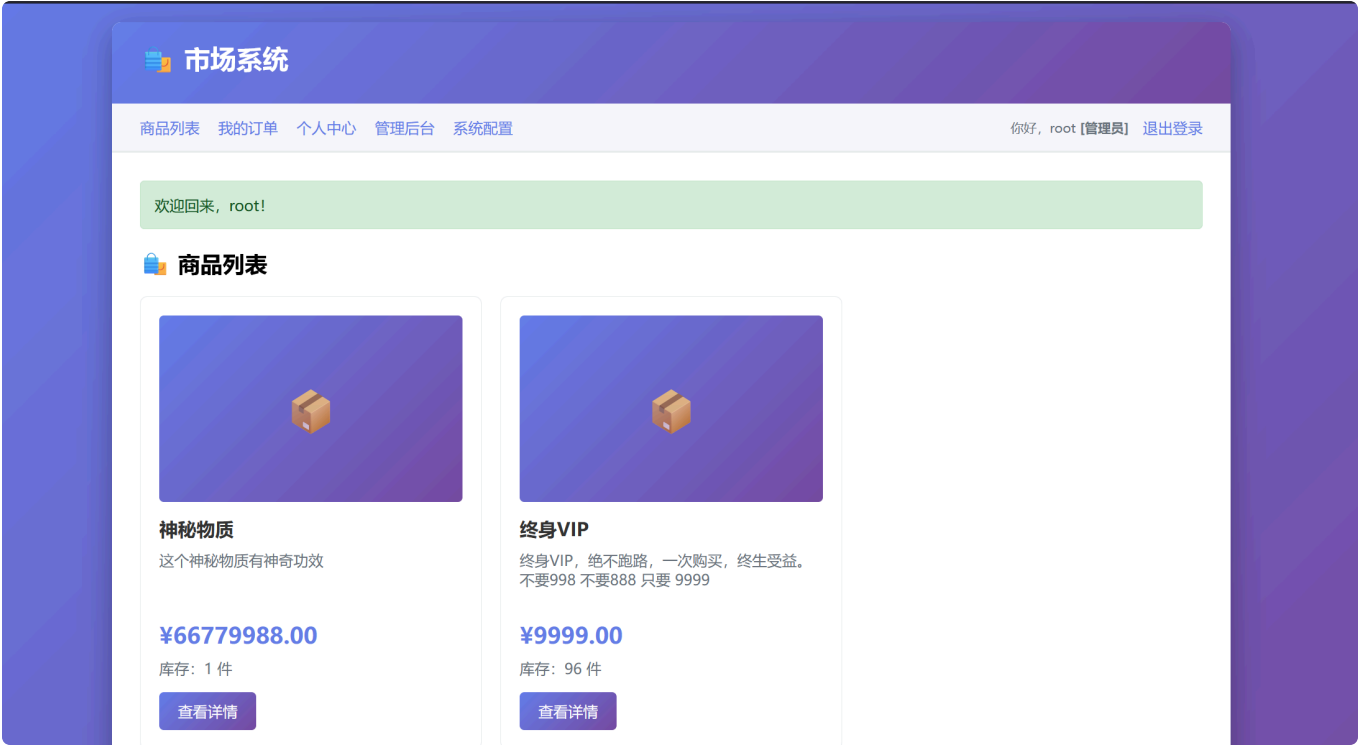 市场系统
商品列表 我的订单 个人中心 管理后台 系统配置 你好，root [管理员] 退出登录
欢迎回来，root！
商品列表
神秘物质
这个神秘物质有神奇功效
¥66779988.00
库存：1 件
查看详情
终身VIP
终身VIP，绝不跑路，一次购买，终生受益。
不要998 不要888 只要 9999
¥9999.00
库存：96 件
查看详情